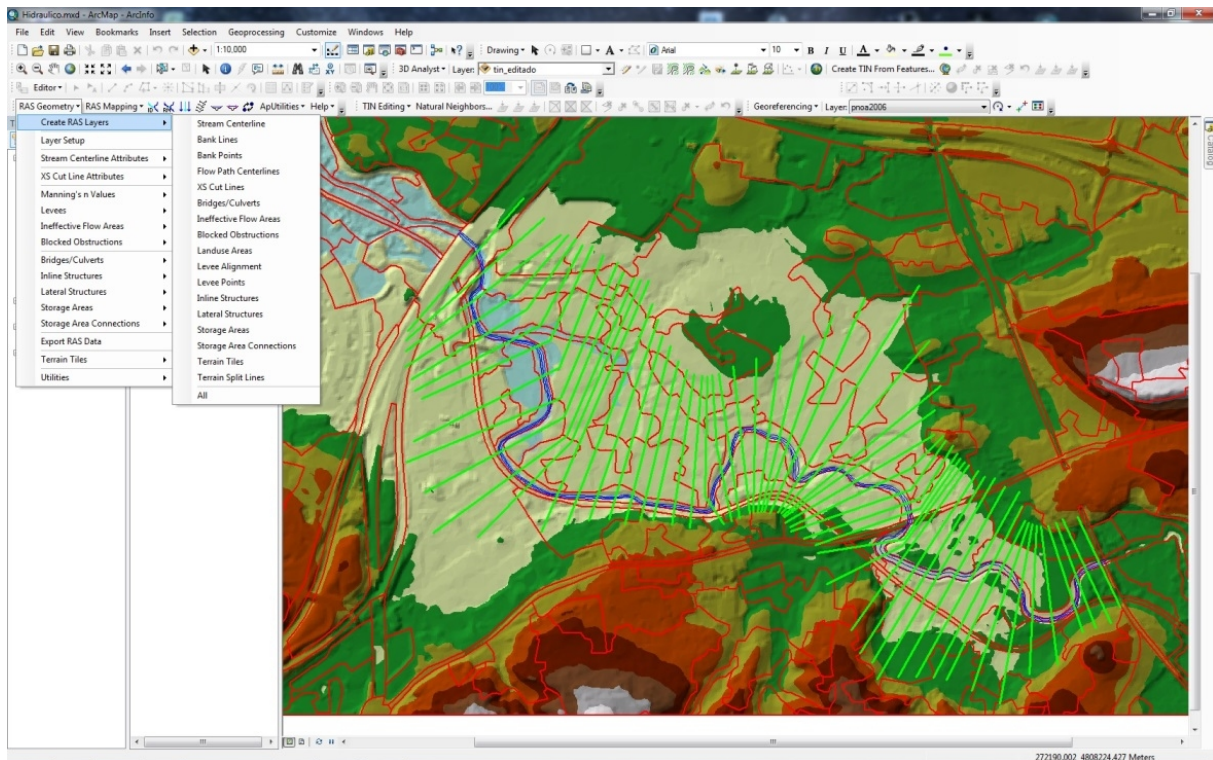 Hidraulico.mxd - ArcMap - ArcInfo
File Edit View Bookmarks Insert Selection Geoprocessing Customize Windows Help
1:10,000 Drawing Arial 10 B I U A
3D Analyst Layer: tin_editado Create TIN From Features...
Editor
RAS Geometry RAS Mapping ApUtilities Help TIN Editing Natural Neighbors... Georeferencing Layer: pnoa2006
Create RAS Layers
Layer Setup
Stream Centerline Attributes
XS Cut Line Attributes
Manning's n Values
Levees
Ineffective Flow Areas
Blocked Obstructions
Bridges/Culverts
Inline Structures
Lateral Structures
Storage Areas
Storage Area Connections
Export RAS Data
Terrain Tiles
Utilities
Stream Centerline
Bank Lines
Bank Points
Flow Path Centerlines
XS Cut Lines
Bridges/Culverts
Ineffective Flow Areas
Blocked Obstructions
Landuse Areas
Levee Alignment
Levee Points
Inline Structures
Lateral Structures
Storage Areas
Storage Area Connections
Terrain Tiles
Terrain Split Lines
All
Catalog
272190,002 4808224,427 Meters